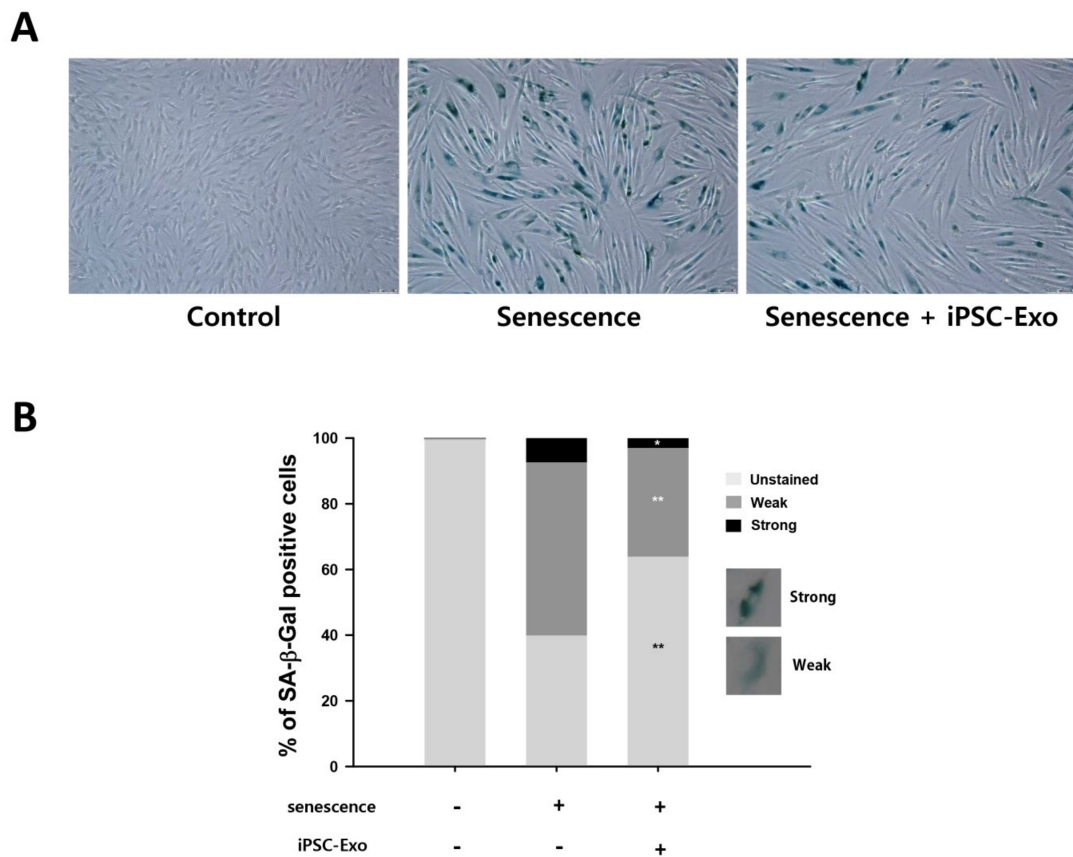 A
Control
Senescence
Senescence + iPSC-Exo
B
% of SA-β-Gal positive cells
100
80
60
40
20
0
*
**
**
Unstained
Weak
Strong
Strong
Weak
senescence - + +
iPSC-Exo - - +